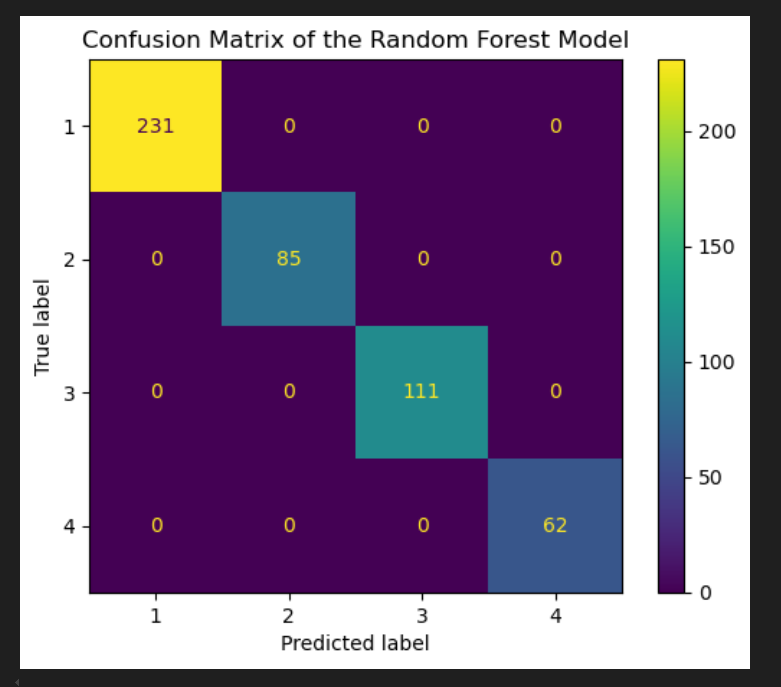 Confusion Matrix of the Random Forest Model
True label
1 231 0 0 0
2 0 85 0 0
3 0 0 111 0
4 0 0 0 62
1 2 3 4
Predicted label
200
150
100
50
0